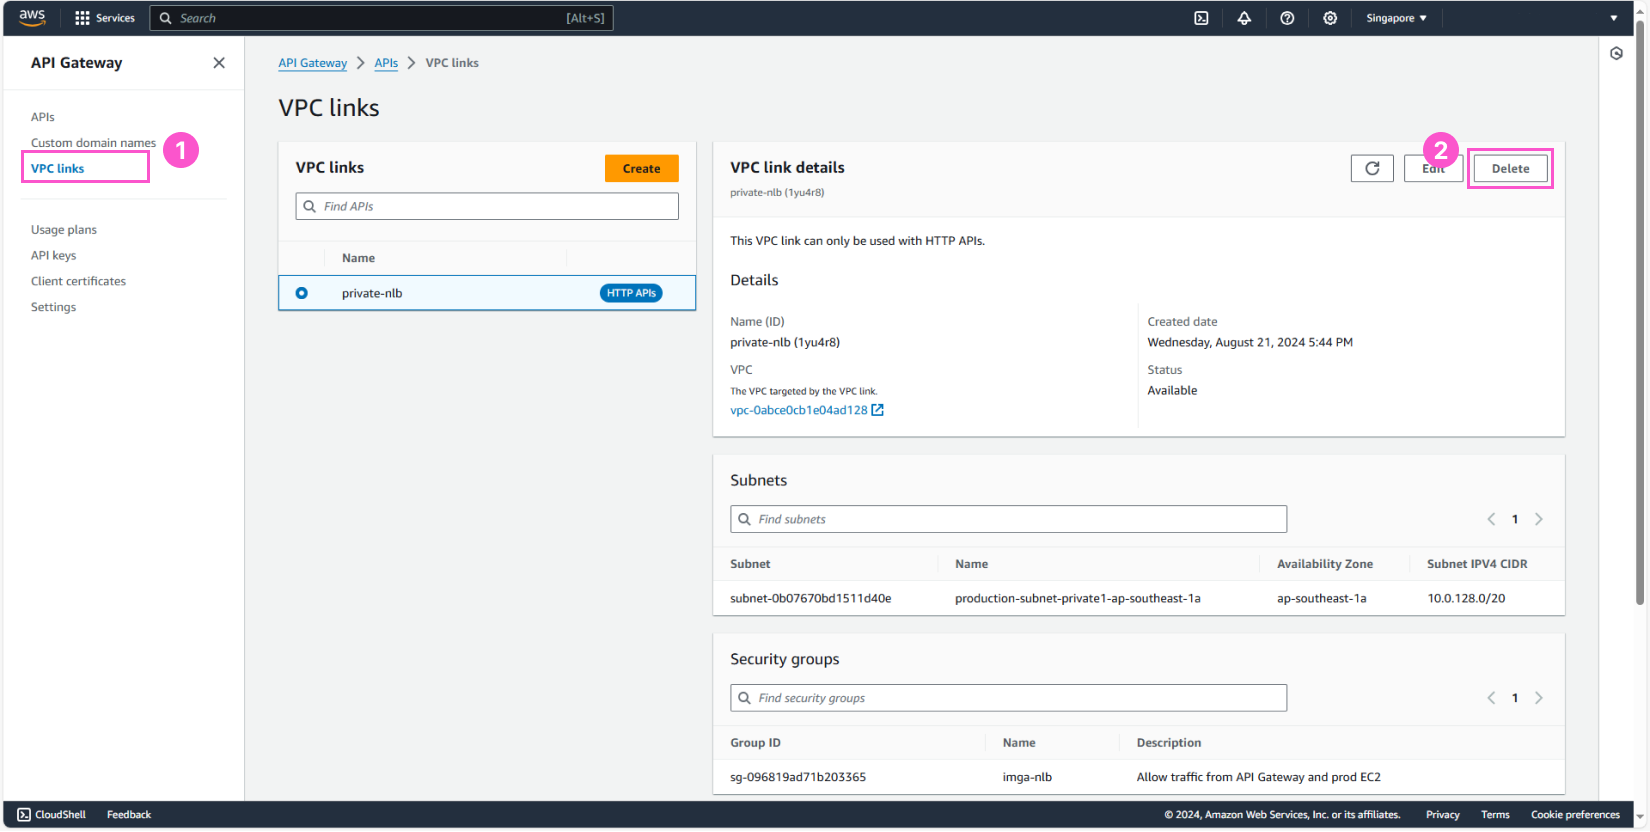 aws
Services
Search
[Alt+S]
Singapore
API Gateway
API Gateway
APIs
VPC links
APIs
Custom domain names
1
VPC links
Usage plans
API keys
Client certificates
Settings
VPC links
VPC links
Create
Find APIs
Name
private-nlb
HTTP APIs
VPC link details
private-nlb (1yu4r8)
2
Edit
Delete
This VPC link can only be used with HTTP APIs.
Details
Name (ID)
private-nlb (1yu4r8)
Created date
Wednesday, August 21, 2024 5:44 PM
VPC
The VPC targeted by the VPC link.
vpc-0abce0cb1e04ad128
Status
Available
Subnets
Find subnets
1
Subnet
Name
Availability Zone
Subnet IPV4 CIDR
subnet-0b07670bd1511d40e
production-subnet-private1-ap-southeast-1a
ap-southeast-1a
10.0.128.0/20
Security groups
Find security groups
1
Group ID
Name
Description
sg-096819ad71b203365
imga-nlb
Allow traffic from API Gateway and prod EC2
CloudShell
Feedback
© 2024, Amazon Web Services, Inc. or its affiliates.
Privacy
Terms
Cookie preferences